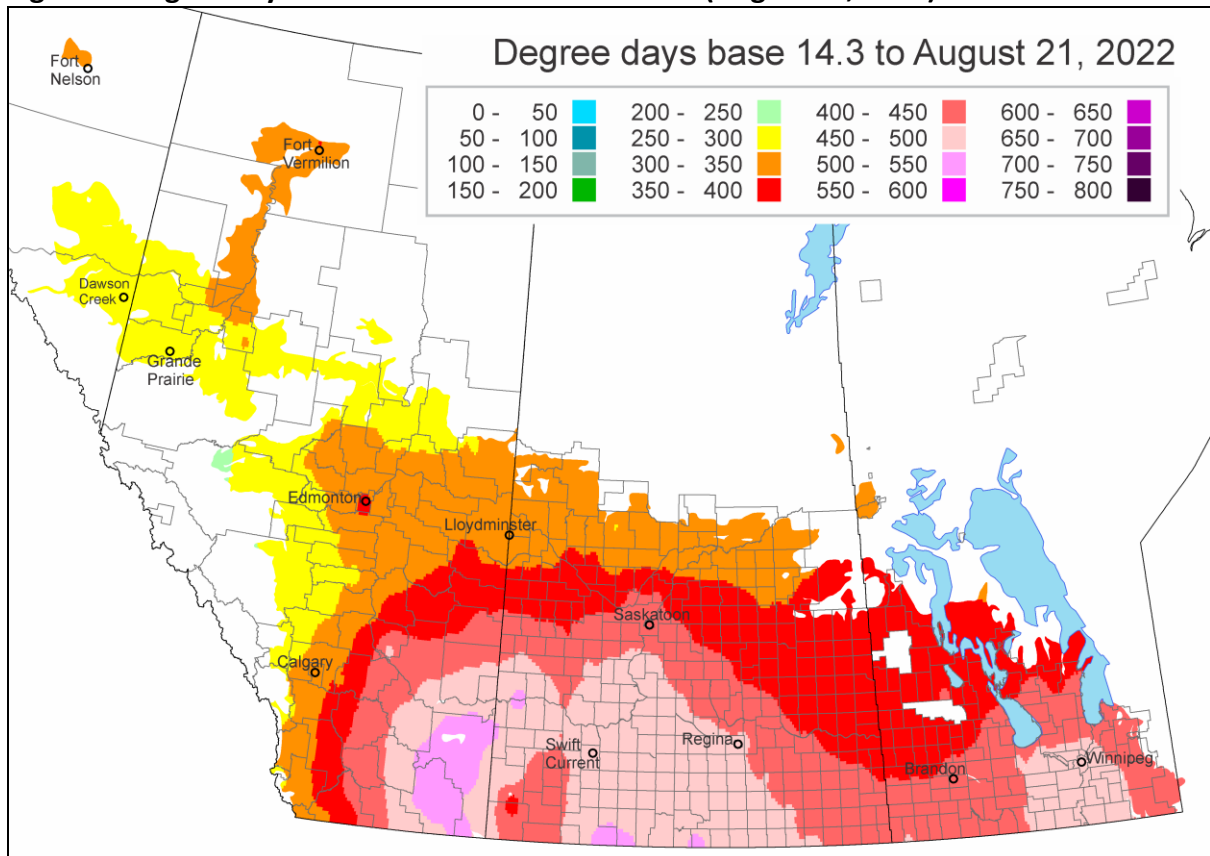 Degree days base 14.3 to August 21, 2022
0 - 50 200 - 250 400 - 450 600 - 650
50 - 100 250 - 300 450 - 500 650 - 700
100 - 150 300 - 350 500 - 550 700 - 750
150 - 200 350 - 400 550 - 600 750 - 800
Fort
Nelson
Fort
Vermilion
Dawson
Creek
Grande
Prairie
Edmonton
Lloydminster
Saskatoon
Calgary
Swift
Current
Regina
Brandon
Winnipeg